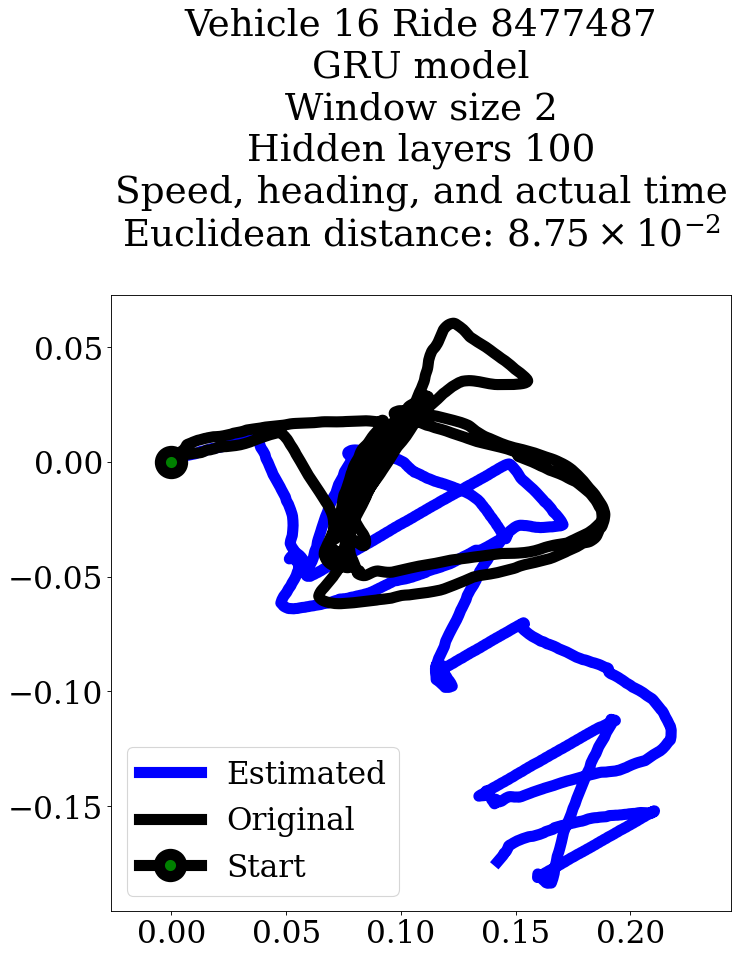 Vehicle 16 Ride 8477487
GRU model
Window size 2
Hidden layers 100
Speed, heading, and actual time
Euclidean distance: 8.75 × 10⁻²
0.05
0.00
−0.05
−0.10
−0.15
Estimated
Original
Start
0.00 0.05 0.10 0.15 0.20